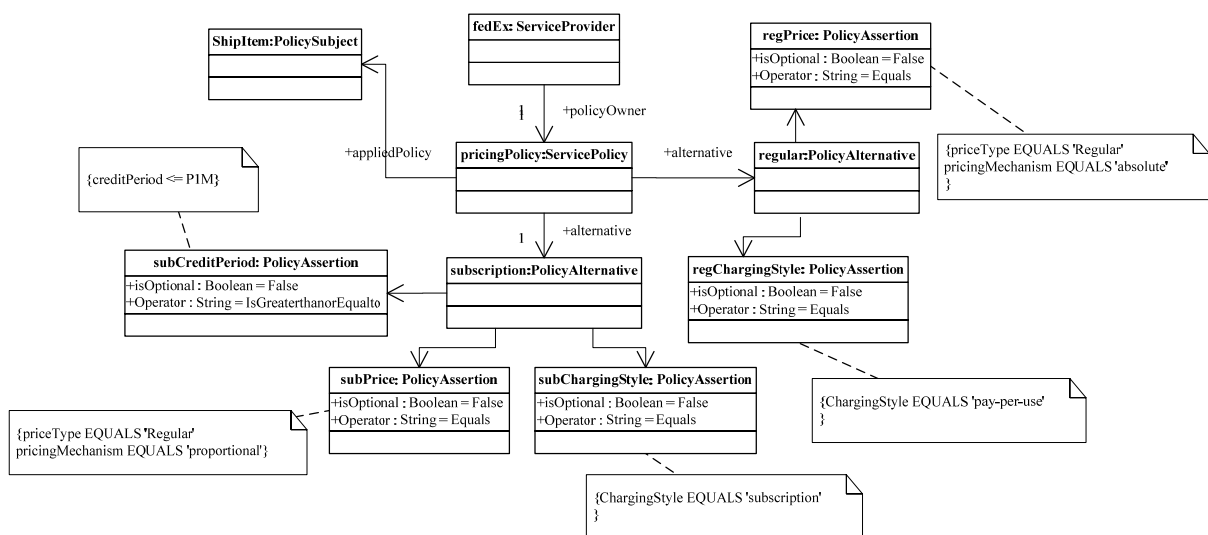 fedEx: ServiceProvider
ShipItem:PolicySubject
regPrice: PolicyAssertion
+isOptional : Boolean = False
+Operator : String = Equals
1
+policyOwner
+appliedPolicy
pricingPolicy:ServicePolicy
+alternative
regular:PolicyAlternative
{priceType EQUALS 'Regular'
pricingMechanism EQUALS 'absolute'
}
{creditPeriod <= P1M}
1
+alternative
subCreditPeriod: PolicyAssertion
+isOptional : Boolean = False
+Operator : String = IsGreaterthanorEqualto
subscription:PolicyAlternative
regChargingStyle: PolicyAssertion
+isOptional : Boolean = False
+Operator : String = Equals
subPrice: PolicyAssertion
+isOptional : Boolean = False
+Operator : String = Equals
subChargingStyle: PolicyAssertion
+isOptional : Boolean = False
+Operator : String = Equals
{ChargingStyle EQUALS 'pay-per-use'
}
{priceType EQUALS 'Regular'
pricingMechanism EQUALS 'proportional'}
{ChargingStyle EQUALS 'subscription'
}